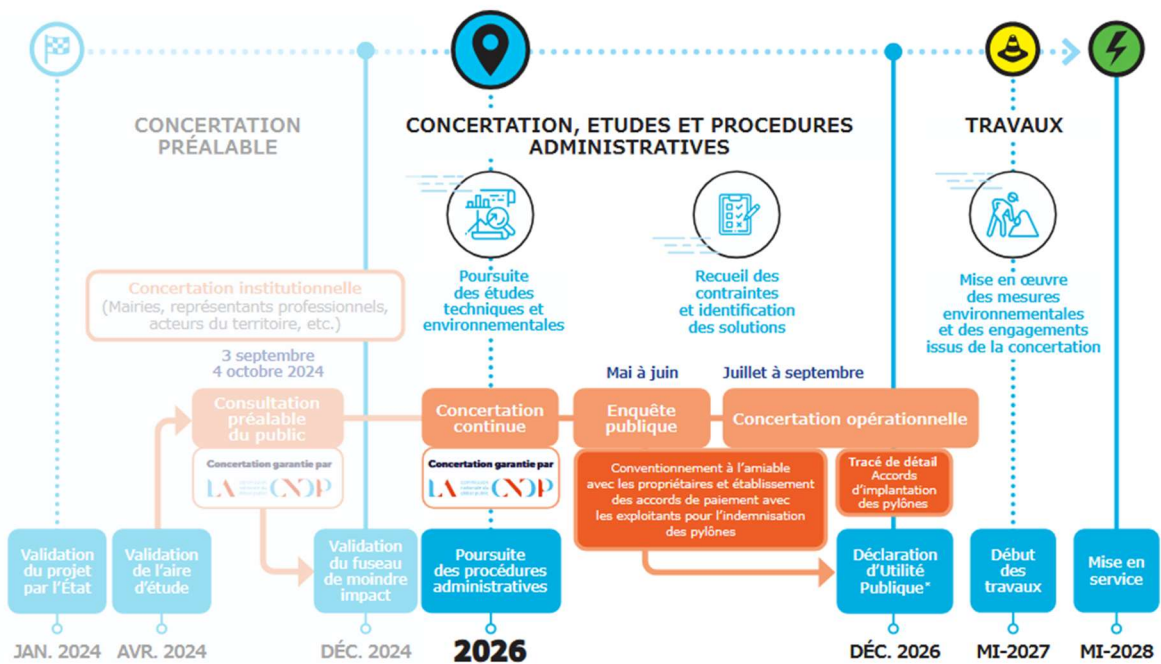 CONCERTATION
PRÉALABLE
CONCERTATION, ETUDES ET PROCEDURES
ADMINISTRATIVES
TRAVAUX
Concertation institutionnelle
(Mairies, représentants professionnels,
acteurs du territoire, etc.)
Poursuite
des études
techniques et
environnementales
Recueil des
contraintes
et identification
des solutions
Mise en œuvre
des mesures
environnementales
et des engagements
issus de la concertation
3 septembre
4 octobre 2024
Mai à juin
Juillet à septembre
Consultation
préalable
du public
Concertation
continue
Enquête
publique
Concertation opérationnelle
Concertation garantie par
LA CNDP
Concertation garantie par
LA CNDP
Conventionnement à l'amiable
avec les propriétaires et établissement
des accords de paiement avec
les exploitants pour l'indemnisation
des pylônes
Tracé de détail
Accords
d'implantation
des pylônes
Validation
du projet
par l'État
Validation
de l'aire
d'étude
Validation
du fuseau
de moindre
impact
Poursuite
des procédures
administratives
Déclaration
d'Utilité
Publique*
Début
des
travaux
Mise en
service
JAN. 2024
AVR. 2024
DÉC. 2024
2026
DÉC. 2026
MI-2027
MI-2028